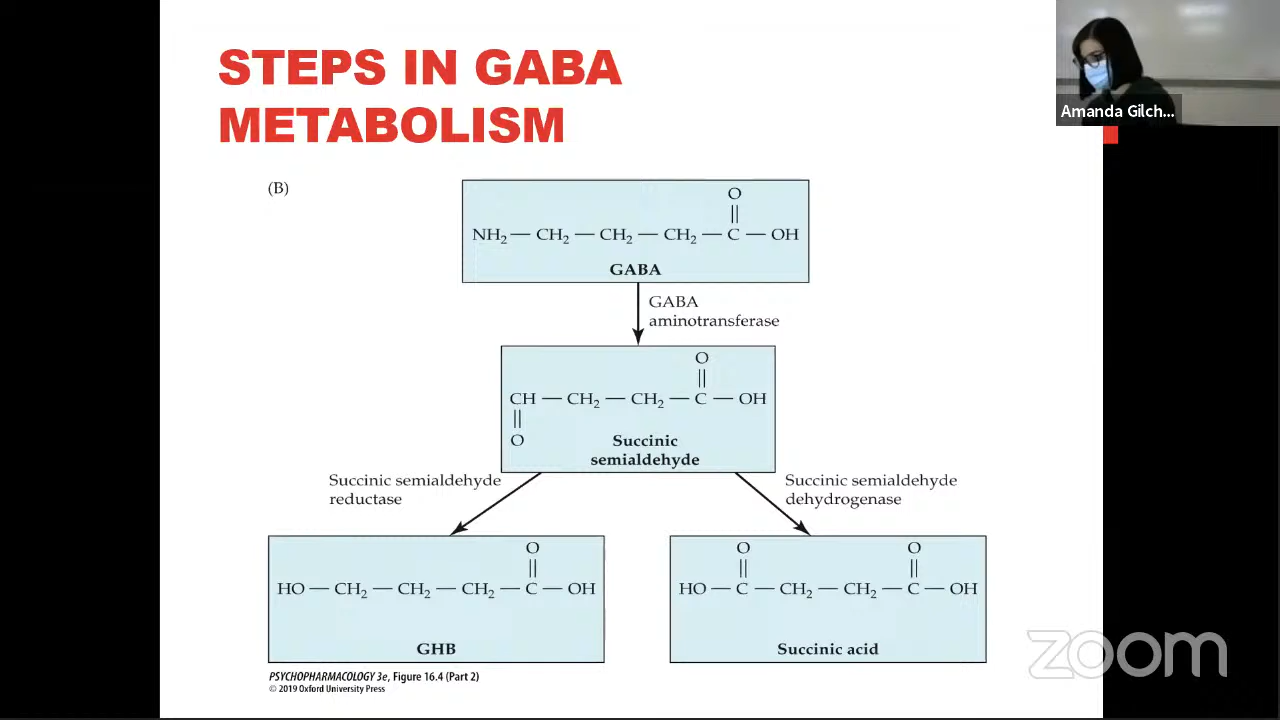 STEPS IN GABA
METABOLISM
Amanda Gilch...
(B)
O
||
NH₂ — CH₂ — CH₂ — CH₂ — C — OH
GABA
GABA
aminotransferase
O
||
CH — CH₂ — CH₂ — C — OH
||
O
Succinic
semialdehyde
Succinic semialdehyde
reductase
Succinic semialdehyde
dehydrogenase
O
||
HO — CH₂ — CH₂ — CH₂ — C — OH
GHB
O O
|| ||
HO — C — CH₂ — CH₂ — C — OH
Succinic acid
PSYCHOPHARMACOLOGY 3e, Figure 16.4 (Part 2)
© 2019 Oxford University Press
zoom